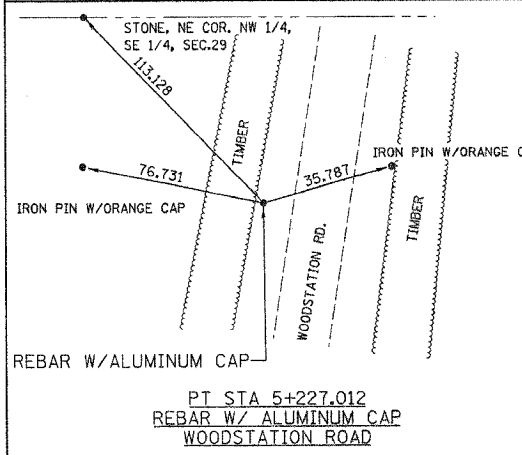 STONE, NE COR. NW 1/4,
SE 1/4, SEC.29
113.128
TIMBER
76.731
35.787
IRON PIN W/ORANGE C
IRON PIN W/ORANGE CAP
TIMBER
WOODSTATION RD.
REBAR W/ALUMINUM CAP
PT STA 5+227.012
REBAR W/ ALUMINUM CAP
WOODSTATION ROAD